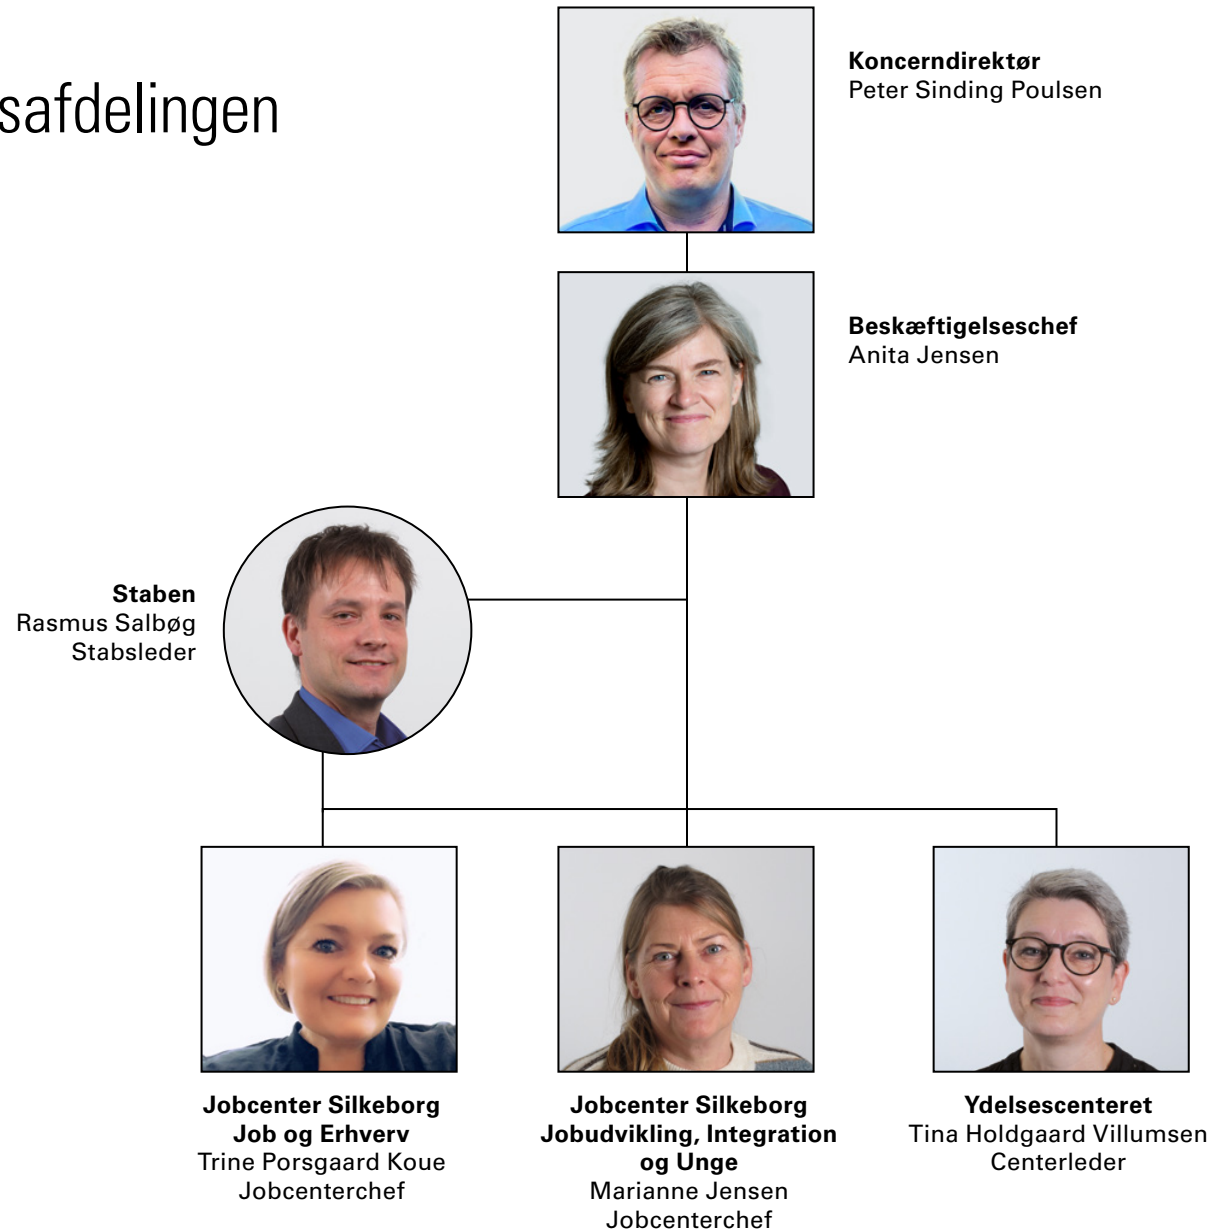 safdelingen
Koncerndirektør
Peter Sinding Poulsen
Beskæftigelseschef
Anita Jensen
Staben
Rasmus Salbøg
Stabsleder
Jobcenter Silkeborg
Job og Erhverv
Trine Porsgaard Koue
Jobcenterchef
Jobcenter Silkeborg
Jobudvikling, Integration
og Unge
Marianne Jensen
Jobcenterchef
Ydelsescenteret
Tina Holdgaard Villumsen
Centerleder